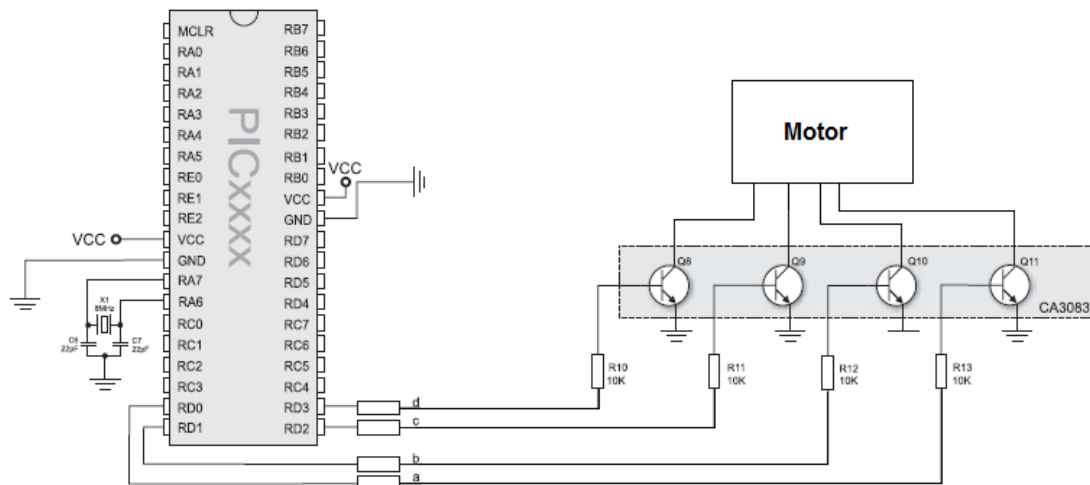 MCLR
RA0
RA1
RA2
RA3
RA4
RA5
RE0
RE1
RE2
VCC
GND
RA7
RA6
RC0
RC1
RC2
RC3
RD0
RD1
PICxxxx
RB7
RB6
RB5
RB4
RB3
RB2
RB1
RB0
VCC
GND
RD7
RD6
RD5
RD4
RC7
RC6
RC5
RC4
RD3
RD2
VCC
VCC
X1
8MHz
C6
22pF
C7
22pF
Motor
Q8
Q9
Q10
Q11
CA3083
R10
10K
R11
10K
R12
10K
R13
10K
d
c
b
a